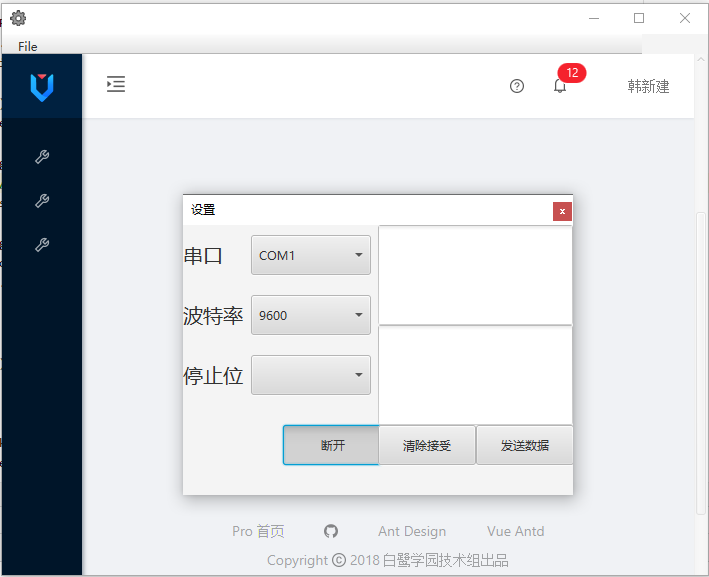 File
12
韩新建
设置
x
串口 COM1
波特率 9600
停止位
断开 清除接受 发送数据
Pro 首页 Ant Design Vue Antd
Copyright © 2018 白鹭学园技术组出品